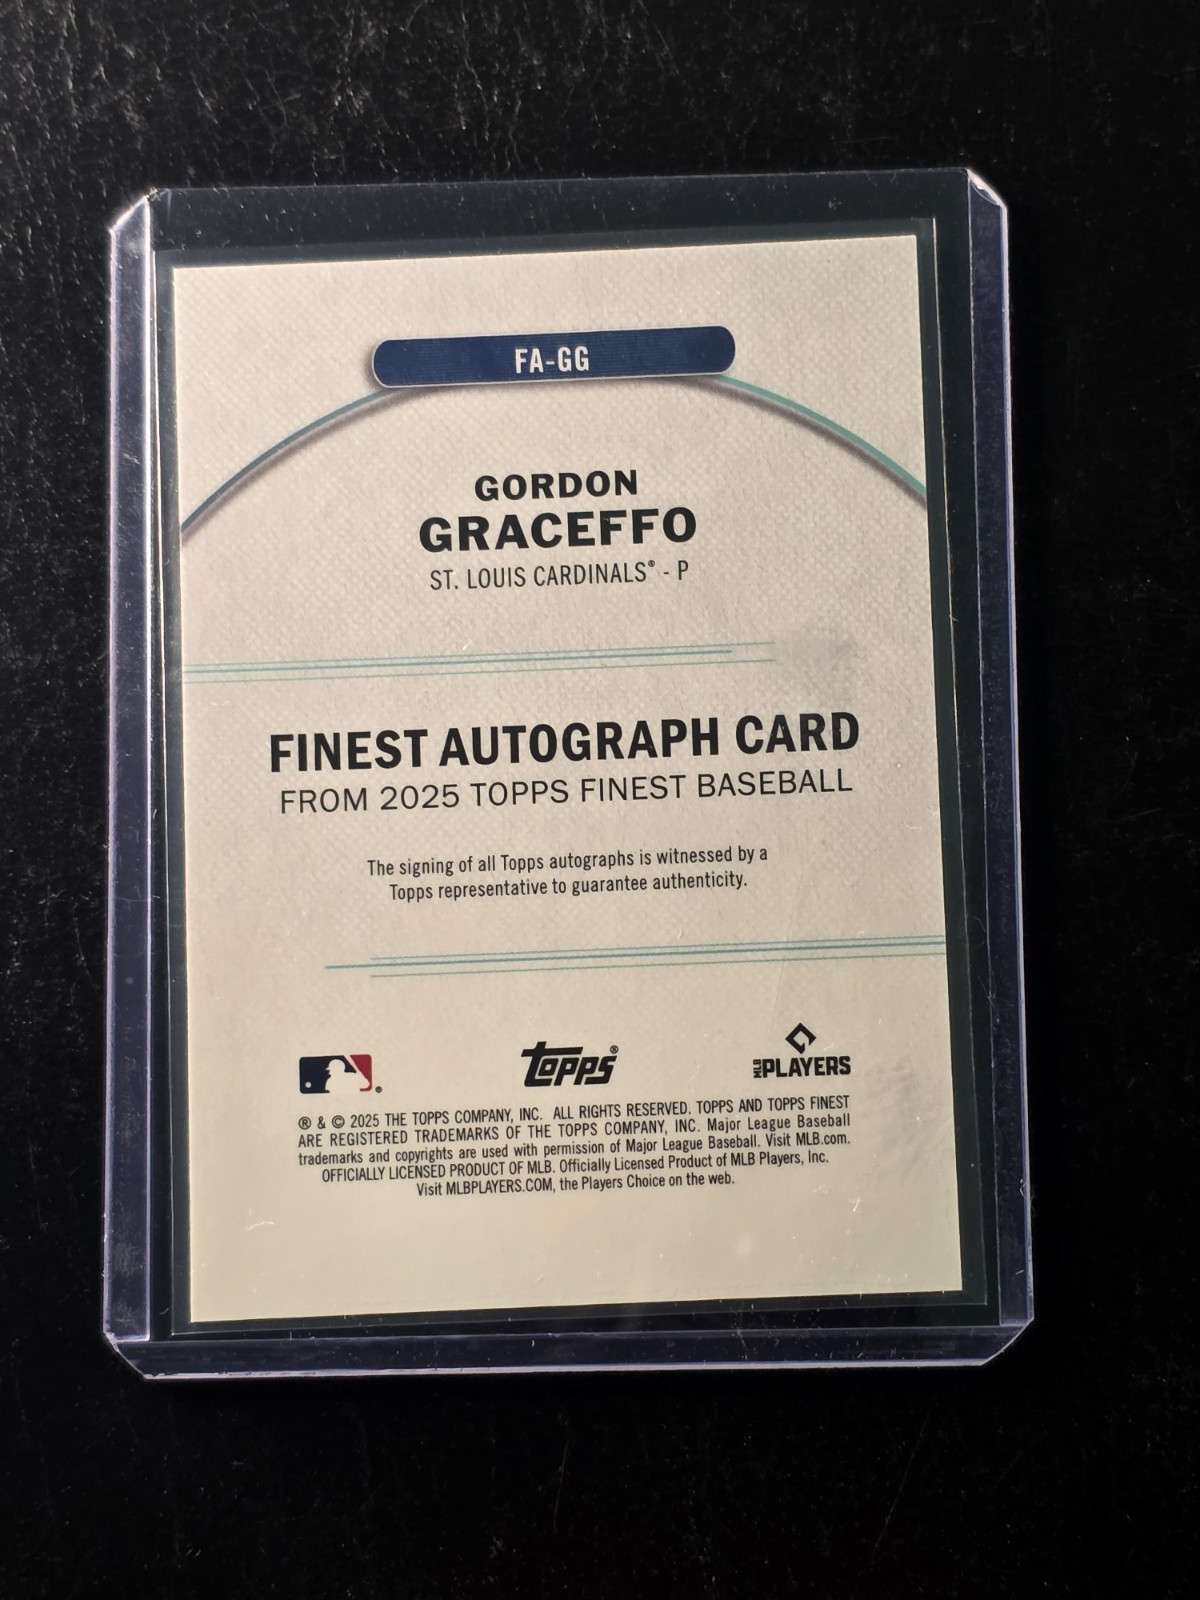 FA-GG
GORDON
GRACEFFO
ST. LOUIS CARDINALS® - P
FINEST AUTOGRAPH CARD
FROM 2025 TOPPS FINEST BASEBALL
The signing of all Topps autographs is witnessed by a
Topps representative to guarantee authenticity.
® topps® MLB PLAYERS
® & © 2025 THE TOPPS COMPANY, INC. ALL RIGHTS RESERVED. TOPPS AND TOPPS FINEST
ARE REGISTERED TRADEMARKS OF THE TOPPS COMPANY, INC. Major League Baseball
trademarks and copyrights are used with permission of Major League Baseball. Visit MLB.com.
OFFICIALLY LICENSED PRODUCT OF MLB. Officially Licensed Product of MLB Players, Inc.
Visit MLBPLAYERS.COM, the Players Choice on the web.